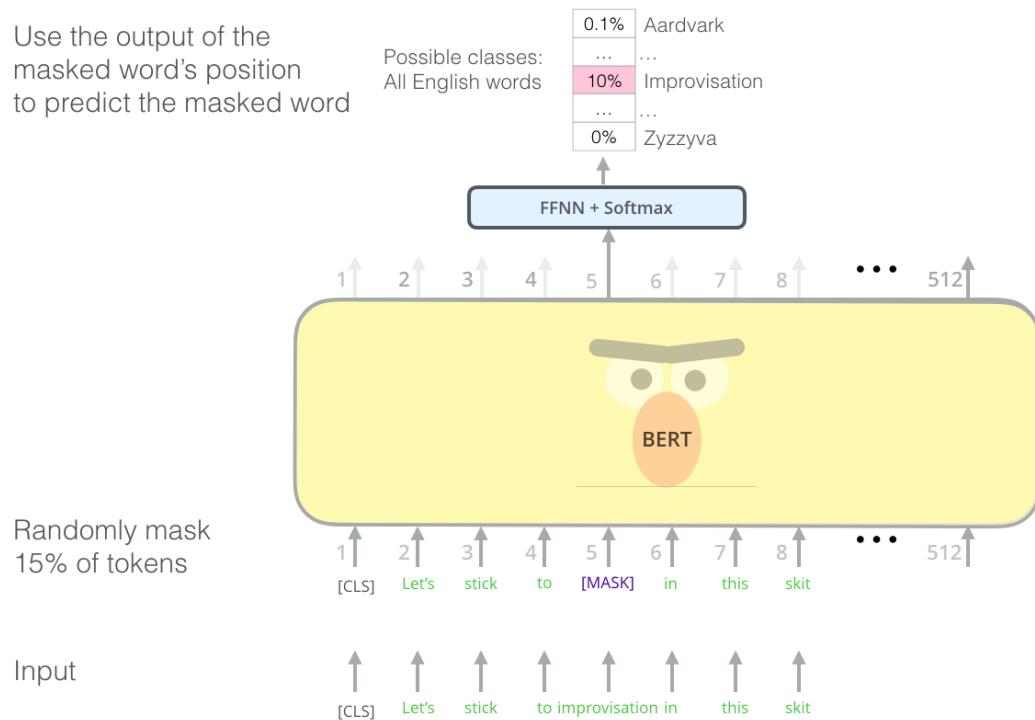 Use the output of the
masked word's position
to predict the masked word
Possible classes:
All English words
0.1% Aardvark
... ...
10% Improvisation
... ...
0% Zyzzyva
FFNN + Softmax
1 2 3 4 5 6 7 8 ••• 512
BERT
Randomly mask
15% of tokens
1 2 3 4 5 6 7 8 ••• 512
[CLS] Let's stick to [MASK] in this skit
Input
[CLS] Let's stick to improvisation in this skit